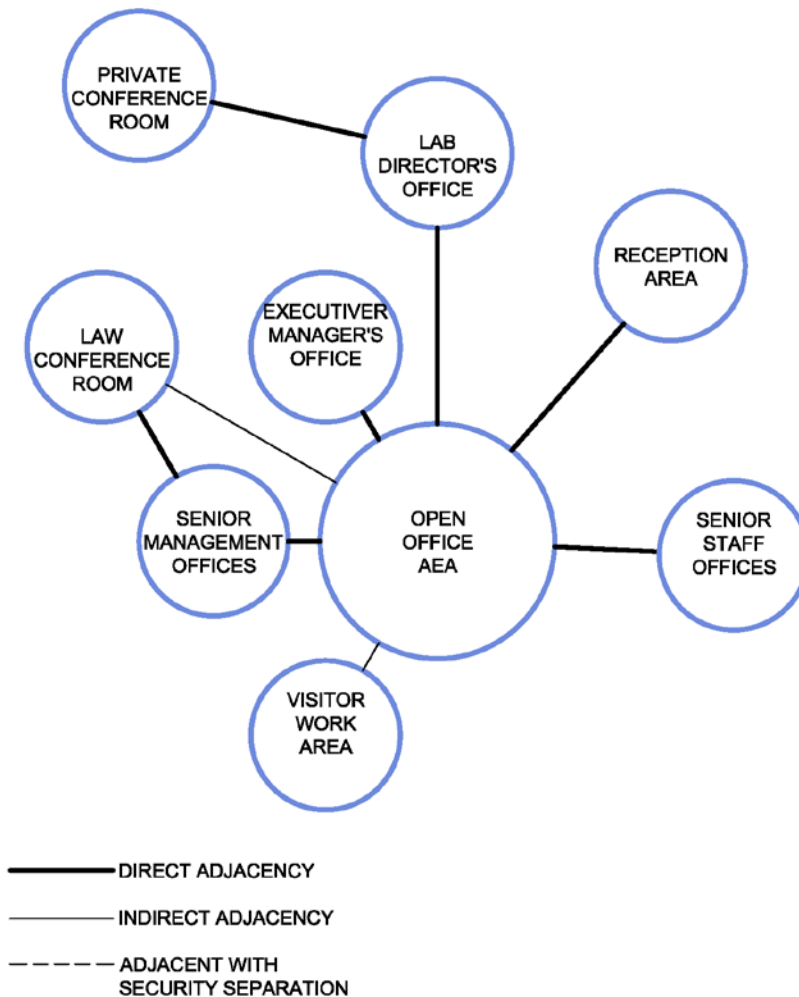 PRIVATE
CONFERENCE
ROOM
LAB
DIRECTOR'S
OFFICE
RECEPTION
AREA
EXECUTIVER
MANAGER'S
OFFICE
LAW
CONFERENCE
ROOM
SENIOR
MANAGEMENT
OFFICES
OPEN
OFFICE
AEA
SENIOR
STAFF
OFFICES
VISITOR
WORK
AREA
DIRECT ADJACENCY
INDIRECT ADJACENCY
ADJACENT WITH
SECURITY SEPARATION